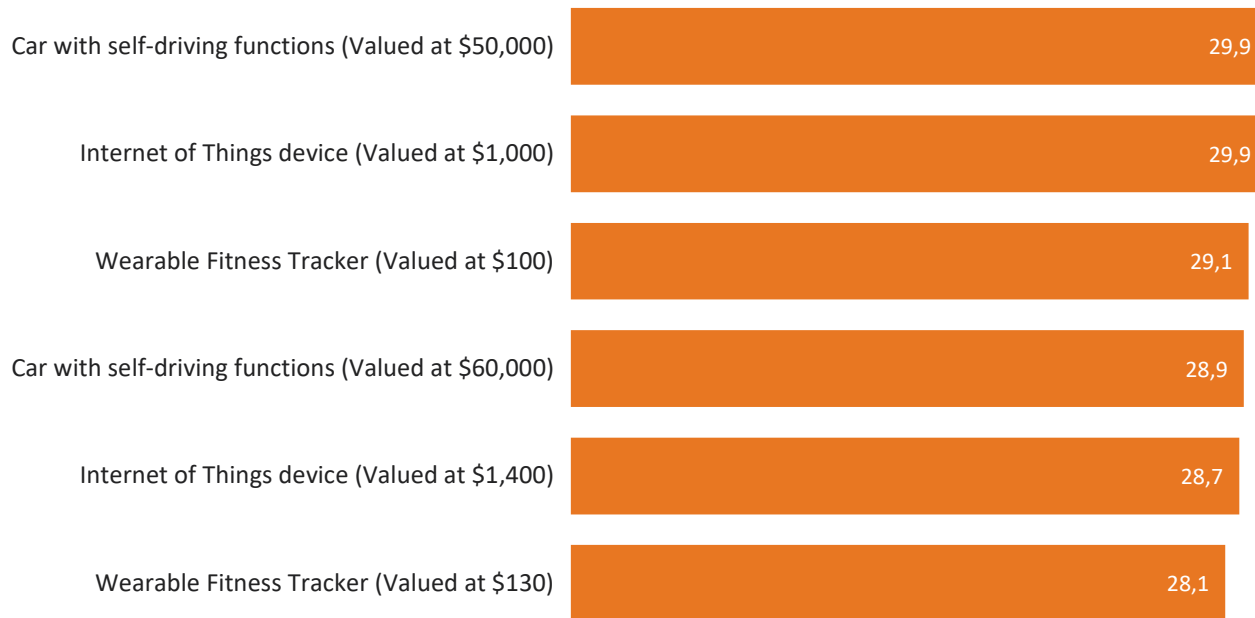 Car with self-driving functions (Valued at $50,000) 29,9
Internet of Things device (Valued at $1,000) 29,9
Wearable Fitness Tracker (Valued at $100) 29,1
Car with self-driving functions (Valued at $60,000) 28,9
Internet of Things device (Valued at $1,400) 28,7
Wearable Fitness Tracker (Valued at $130) 28,1